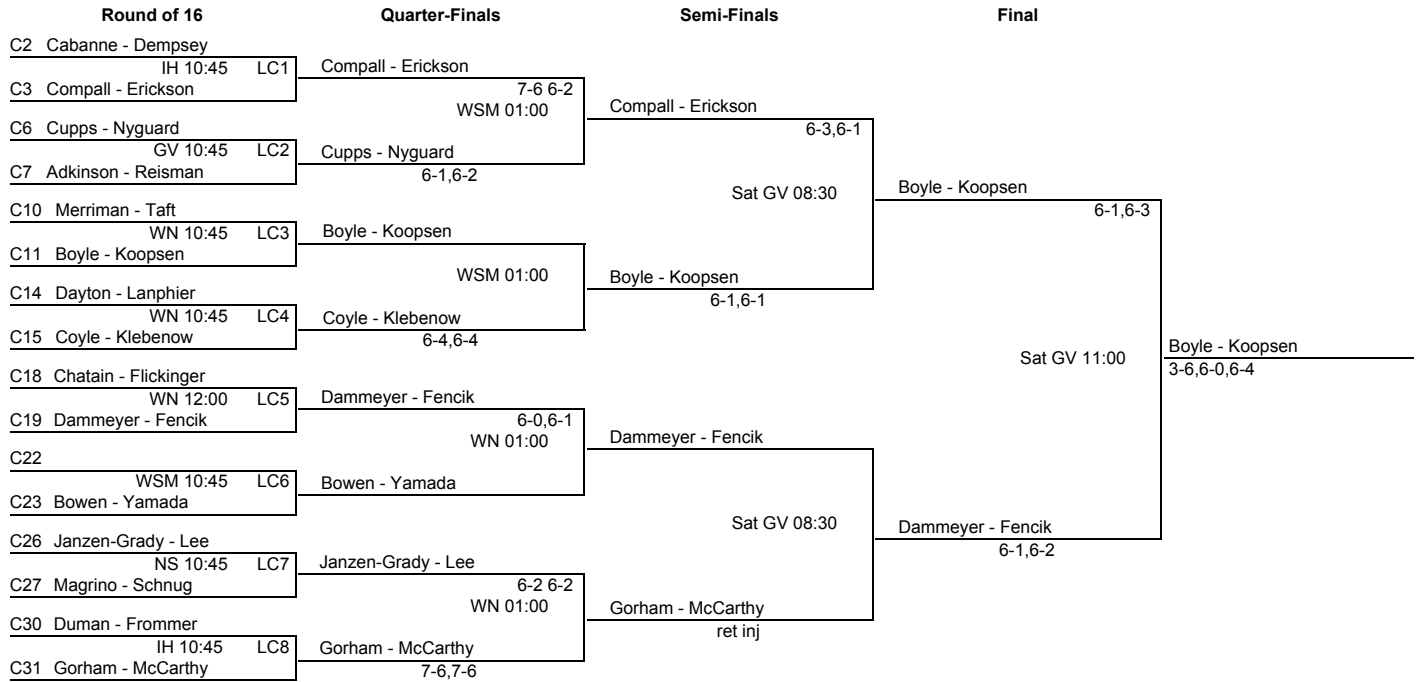 Round of 16 Quarter-Finals Semi-Finals Final
C2 Cabanne - Dempsey
IH 10:45 LC1
C3 Compall - Erickson
C6 Cupps - Nyguard
GV 10:45 LC2
C7 Adkinson - Reisman
C10 Merriman - Taft
WN 10:45 LC3
C11 Boyle - Koopsen
C14 Dayton - Lanphier
WN 10:45 LC4
C15 Coyle - Klebenow
C18 Chatain - Flickinger
WN 12:00 LC5
C19 Dammeyer - Fencik
C22
WSM 10:45 LC6
C23 Bowen - Yamada
C26 Janzen-Grady - Lee
NS 10:45 LC7
C27 Magrino - Schnug
C30 Duman - Frommer
IH 10:45 LC8
C31 Gorham - McCarthy
Compall - Erickson
7-6 6-2
WSM 01:00
Cupps - Nyguard
6-1,6-2
Boyle - Koopsen
WSM 01:00
Coyle - Klebenow
6-4,6-4
Dammeyer - Fencik
6-0,6-1
WN 01:00
Bowen - Yamada
Janzen-Grady - Lee
6-2 6-2
WN 01:00
Gorham - McCarthy
7-6,7-6
Compall - Erickson
6-3,6-1
Sat GV 08:30
Boyle - Koopsen
6-1,6-1
Dammeyer - Fencik
Sat GV 08:30
Gorham - McCarthy
ret inj
Boyle - Koopsen
6-1,6-3
Sat GV 11:00
Dammeyer - Fencik
6-1,6-2
Boyle - Koopsen
3-6,6-0,6-4